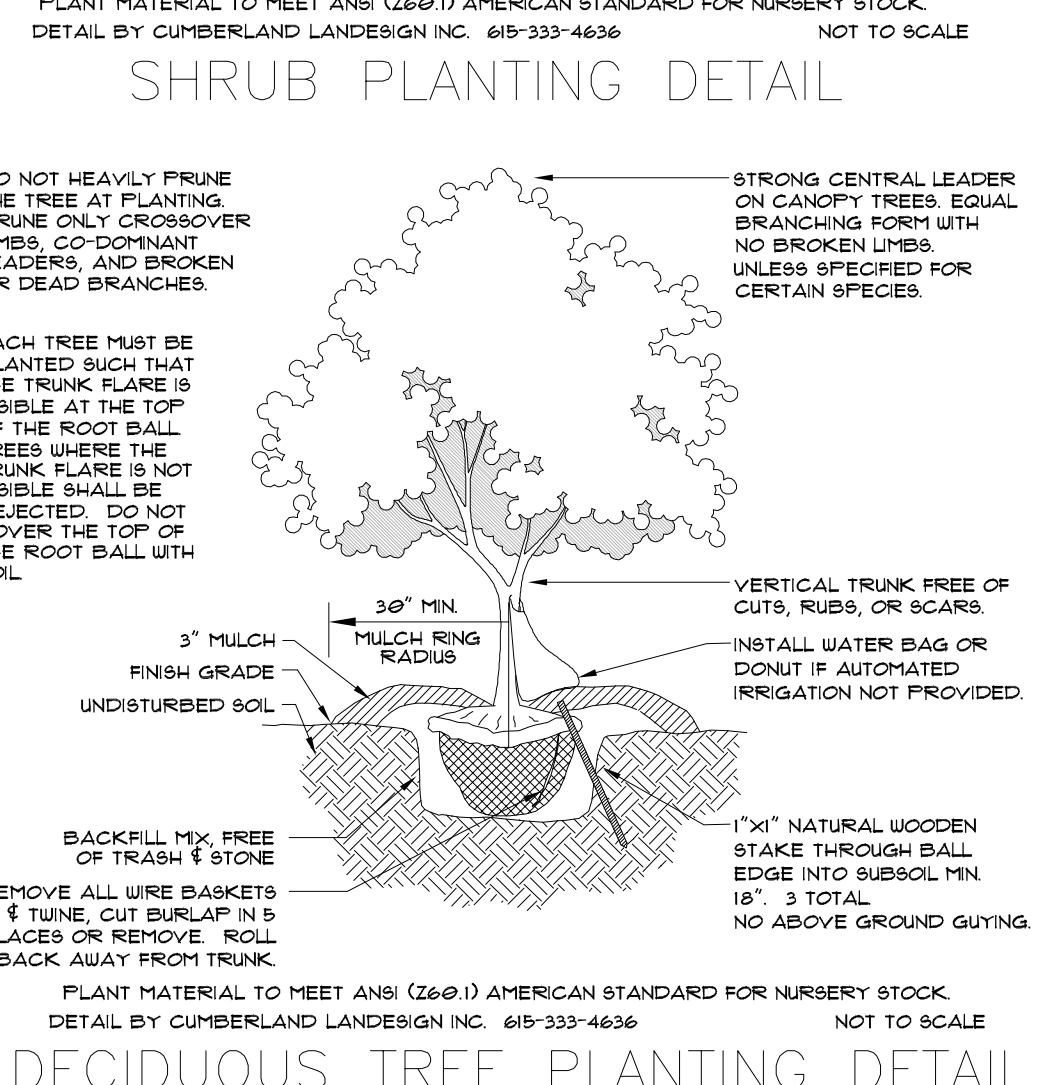 PLANT MATERIAL TO MEET ANSI (Z60.1) AMERICAN STANDARD FOR NURSERY STOCK.
DETAIL BY CUMBERLAND LANDESIGN INC. 615-333-4636 NOT TO SCALE
SHRUB PLANTING DETAIL
O NOT HEAVILY PRUNE
HE TREE AT PLANTING.
RUNE ONLY CROSSOVER
MBS, CO-DOMINANT
EADERS, AND BROKEN
R DEAD BRANCHES.
ACH TREE MUST BE
LANTED SUCH THAT
HE TRUNK FLARE IS
SIBLE AT THE TOP
F THE ROOT BALL.
REES WHERE THE
RUNK FLARE IS NOT
SIBLE SHALL BE
EJECTED. DO NOT
OVER THE TOP OF
HE ROOT BALL WITH
OIL.
STRONG CENTRAL LEADER
ON CANOPY TREES. EQUAL
BRANCHING FORM WITH
NO BROKEN LIMBS.
UNLESS SPECIFIED FOR
CERTAIN SPECIES.
VERTICAL TRUNK FREE OF
CUTS, RUBS, OR SCARS.
30" MIN.
MULCH RING
RADIUS
3" MULCH
FINISH GRADE
UNDISTURBED SOIL
INSTALL WATER BAG OR
DONUT IF AUTOMATED
IRRIGATION NOT PROVIDED.
BACKFILL MIX, FREE
OF TRASH & STONE
EMOVE ALL WIRE BASKETS
& TWINE, CUT BURLAP IN 5
LACES OR REMOVE. ROLL
BACK AWAY FROM TRUNK.
1"X1" NATURAL WOODEN
STAKE THROUGH BALL
EDGE INTO SUBSOIL MIN.
18". 3 TOTAL
NO ABOVE GROUND GUYING.
PLANT MATERIAL TO MEET ANSI (Z60.1) AMERICAN STANDARD FOR NURSERY STOCK.
DETAIL BY CUMBERLAND LANDESIGN INC. 615-333-4636 NOT TO SCALE
DECIDUOUS TREE PLANTING DETAIL